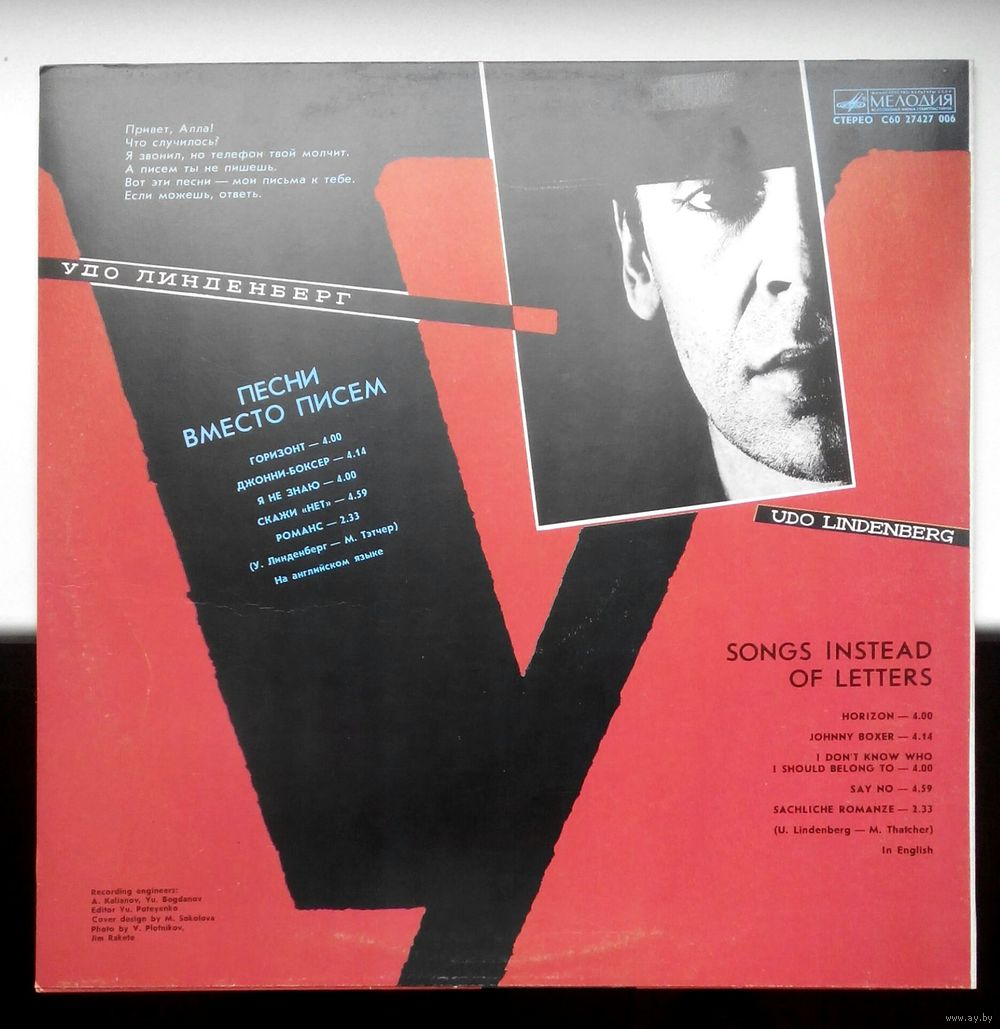 Привет, Алла!
Что случилось?
Я звонил, но телефон твой молчит.
А писем ты не пишешь.
Вот эти песни — мои письма к тебе.
Если можешь, ответь.
МЕЛОДИЯ
СТЕРЕО С60 27427 006
УДО ЛИНДЕНБЕРГ
ПЕСНИ
ВМЕСТО ПИСЕМ
ГОРИЗОНТ — 4.00
ДЖОННИ-БОКСЕР — 4.14
Я НЕ ЗНАЮ — 4.00
СКАЖИ «НЕТ» — 4.59
РОМАНС — 2.33
(У. Линденберг — М. Тэтчер)
На английском языке
UDO LINDENBERG
SONGS INSTEAD
OF LETTERS
HORIZON — 4.00
JOHNNY BOXER — 4.14
I DON'T KNOW WHO
I SHOULD BELONG TO — 4.00
SAY NO — 4.59
SACHLICHE ROMANZE — 2.33
(U. Lindenberg — M. Thatcher)
In English
Recording engineers:
A. Kalianov, Yu. Bogdanov
Editor Yu. Poteyenko
Cover design by M. Sokolova
Photo by V. Plotnikov,
Jim Rakete
www.ay.by